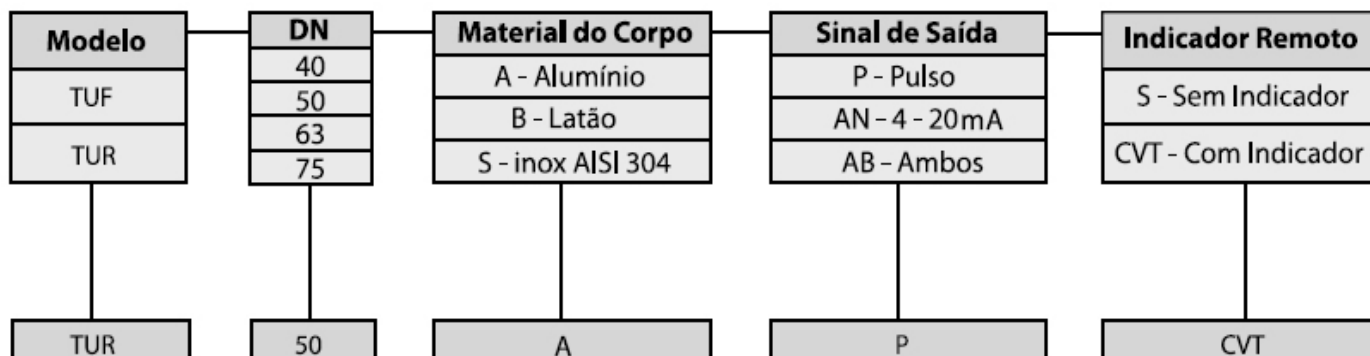 Modelo
TUF
TUR
DN
40
50
63
75
Material do Corpo
A - Alumínio
B - Latão
S - inox AISI 304
Sinal de Saída
P - Pulso
AN - 4 - 20mA
AB - Ambos
Indicador Remoto
S - Sem Indicador
CVT - Com Indicador
TUR
50
A
P
CVT